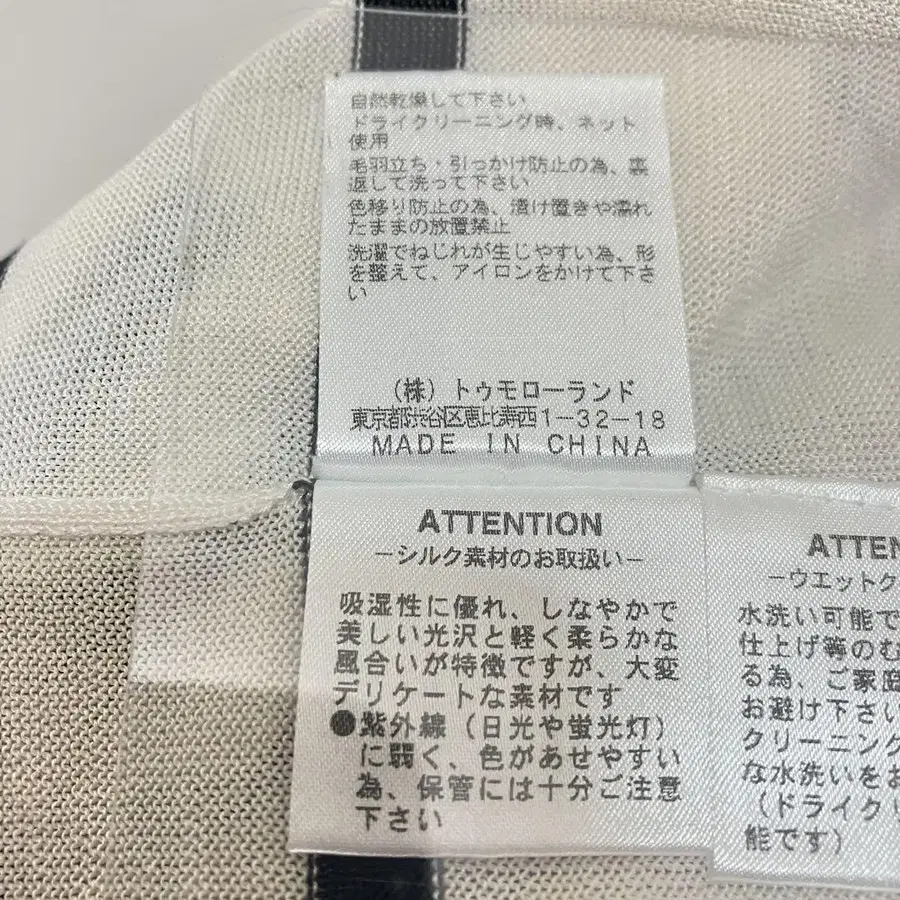 自然乾燥して下さい
ドライクリーニング時、ネット
使用
毛羽立ち・引っかけ防止の為、裏
返して洗って下さい
色移り防止の為、漬け置きや濡れ
たままの放置禁止
洗濯でねじれが生じやすい為、形
を整えて、アイロンをかけて下さ
い
(株)トゥモローランド
東京都渋谷区恵比寿西1-32-18
MADE IN CHINA
ATTENTION
−シルク素材のお取扱い−
吸湿性に優れ、しなやかで
美しい光沢と軽く柔らかな
風合いが特徴ですが、大変
デリケートな素材です
●紫外線(日光や蛍光灯)
に弱く、色があせやすい
為、保管には十分ご注意
下さい
ATTEN
−ウエットク
水洗い可能で
仕上げ等のむ
る為、ご家庭
お避け下さい
クリーニング
な水洗いをお
(ドライクリ
能です)